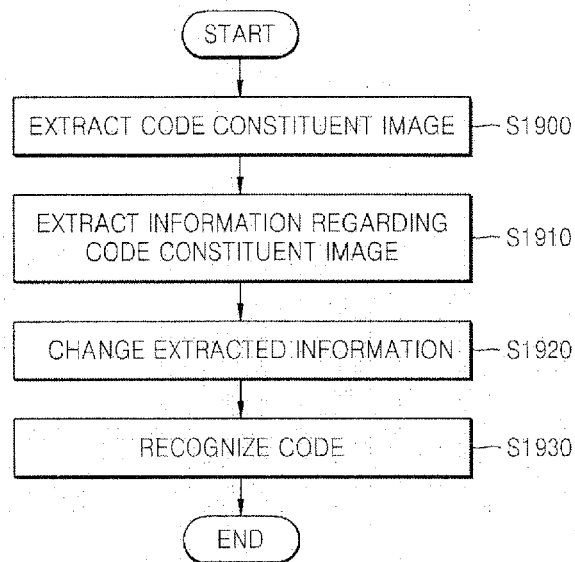 START
EXTRACT CODE CONSTITUENT IMAGE
S1900
EXTRACT INFORMATION REGARDING
CODE CONSTITUENT IMAGE
S1910
CHANGE EXTRACTED INFORMATION
S1920
RECOGNIZE CODE
S1930
END